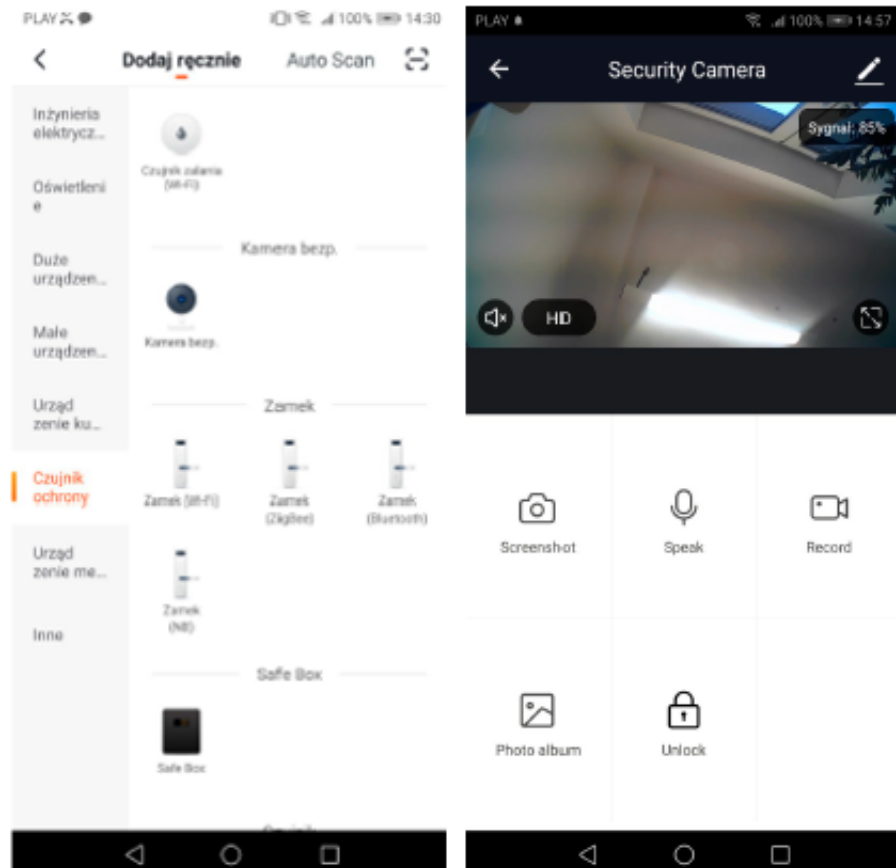 PLAY
100%
14:30
Dodaj ręcznie
Auto Scan
Inżynieria
elektrycz...
Oświetleni
e
Duże
urządzen...
Małe
urządzen...
Urząd
zenie ku...
Czujnik
ochrony
Urząd
zenie me...
Inne
Czujnik zalania
(Wi-Fi)
Kamera bezp.
Kamera bezp.
Zamek
Zamek (Wi-Fi)
Zamek
(ZigBee)
Zamek
(Bluetooth)
Zamek
(NB)
Safe Box
Safe Box
PLAY
100%
14:57
Security Camera
Sygnał: 85%
HD
Screenshot
Speak
Record
Photo album
Unlock